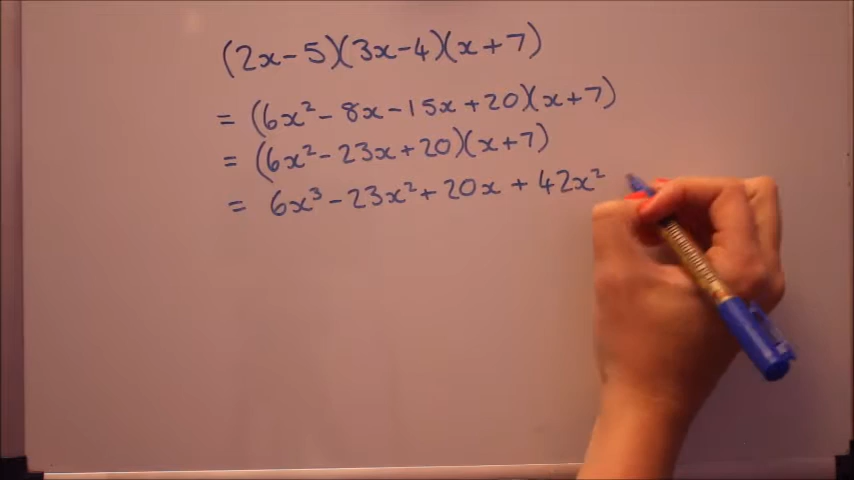 (2x-5)(3x-4)(x+7)
= (6x²-8x-15x+20)(x+7)
= (6x²-23x+20)(x+7)
= 6x³-23x²+20x+42x²